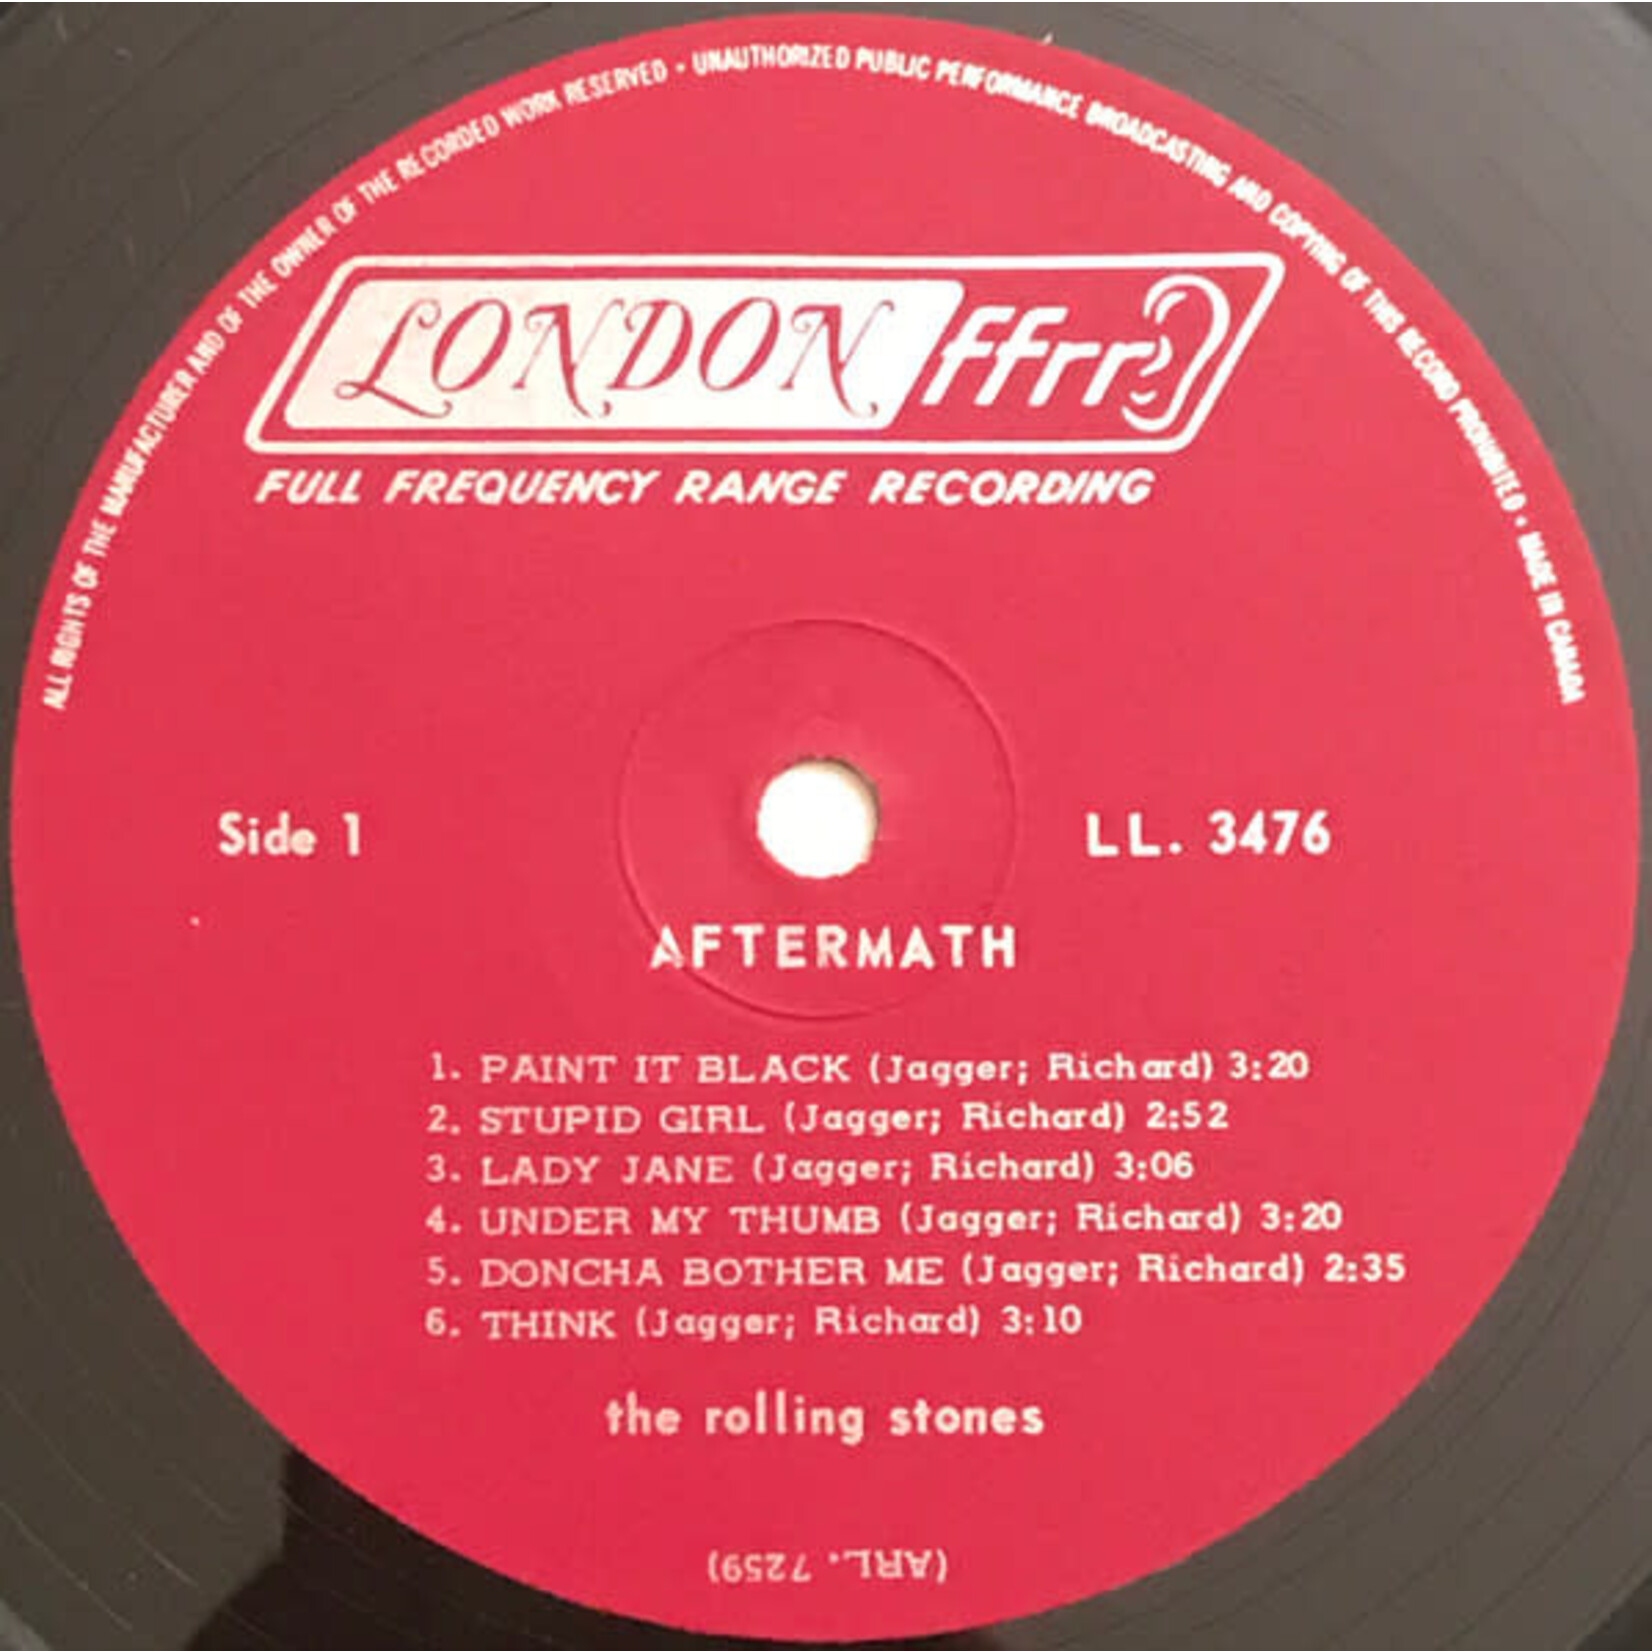 ALL RIGHTS OF THE MANUFACTURER AND OF THE OWNER OF THE RECORDED WORK RESERVED • UNAUTHORIZED PUBLIC PERFORMANCE BROADCASTING AND COPYING OF THIS RECORD PROHIBITED • MADE IN CANADA
LONDON ffrr
FULL FREQUENCY RANGE RECORDING
Side 1
LL. 3476
AFTERMATH
1. PAINT IT BLACK (Jagger; Richard) 3:20
2. STUPID GIRL (Jagger; Richard) 2:52
3. LADY JANE (Jagger; Richard) 3:06
4. UNDER MY THUMB (Jagger; Richard) 3:20
5. DONCHA BOTHER ME (Jagger; Richard) 2:35
6. THINK (Jagger; Richard) 3:10
the rolling stones
(ARL. 7259)